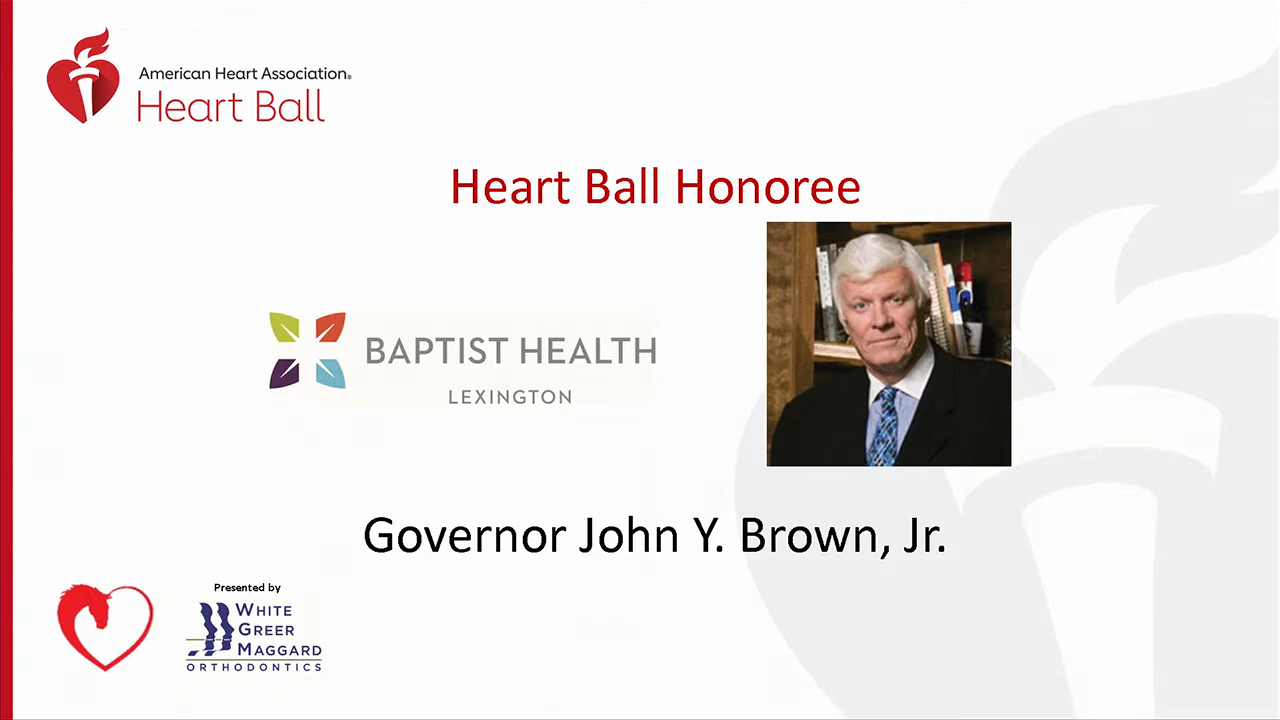 American Heart Association®
Heart Ball
Heart Ball Honoree
BAPTIST HEALTH
LEXINGTON
Governor John Y. Brown, Jr.
Presented by
WHITE
GREER
MAGGARD
ORTHODONTICS